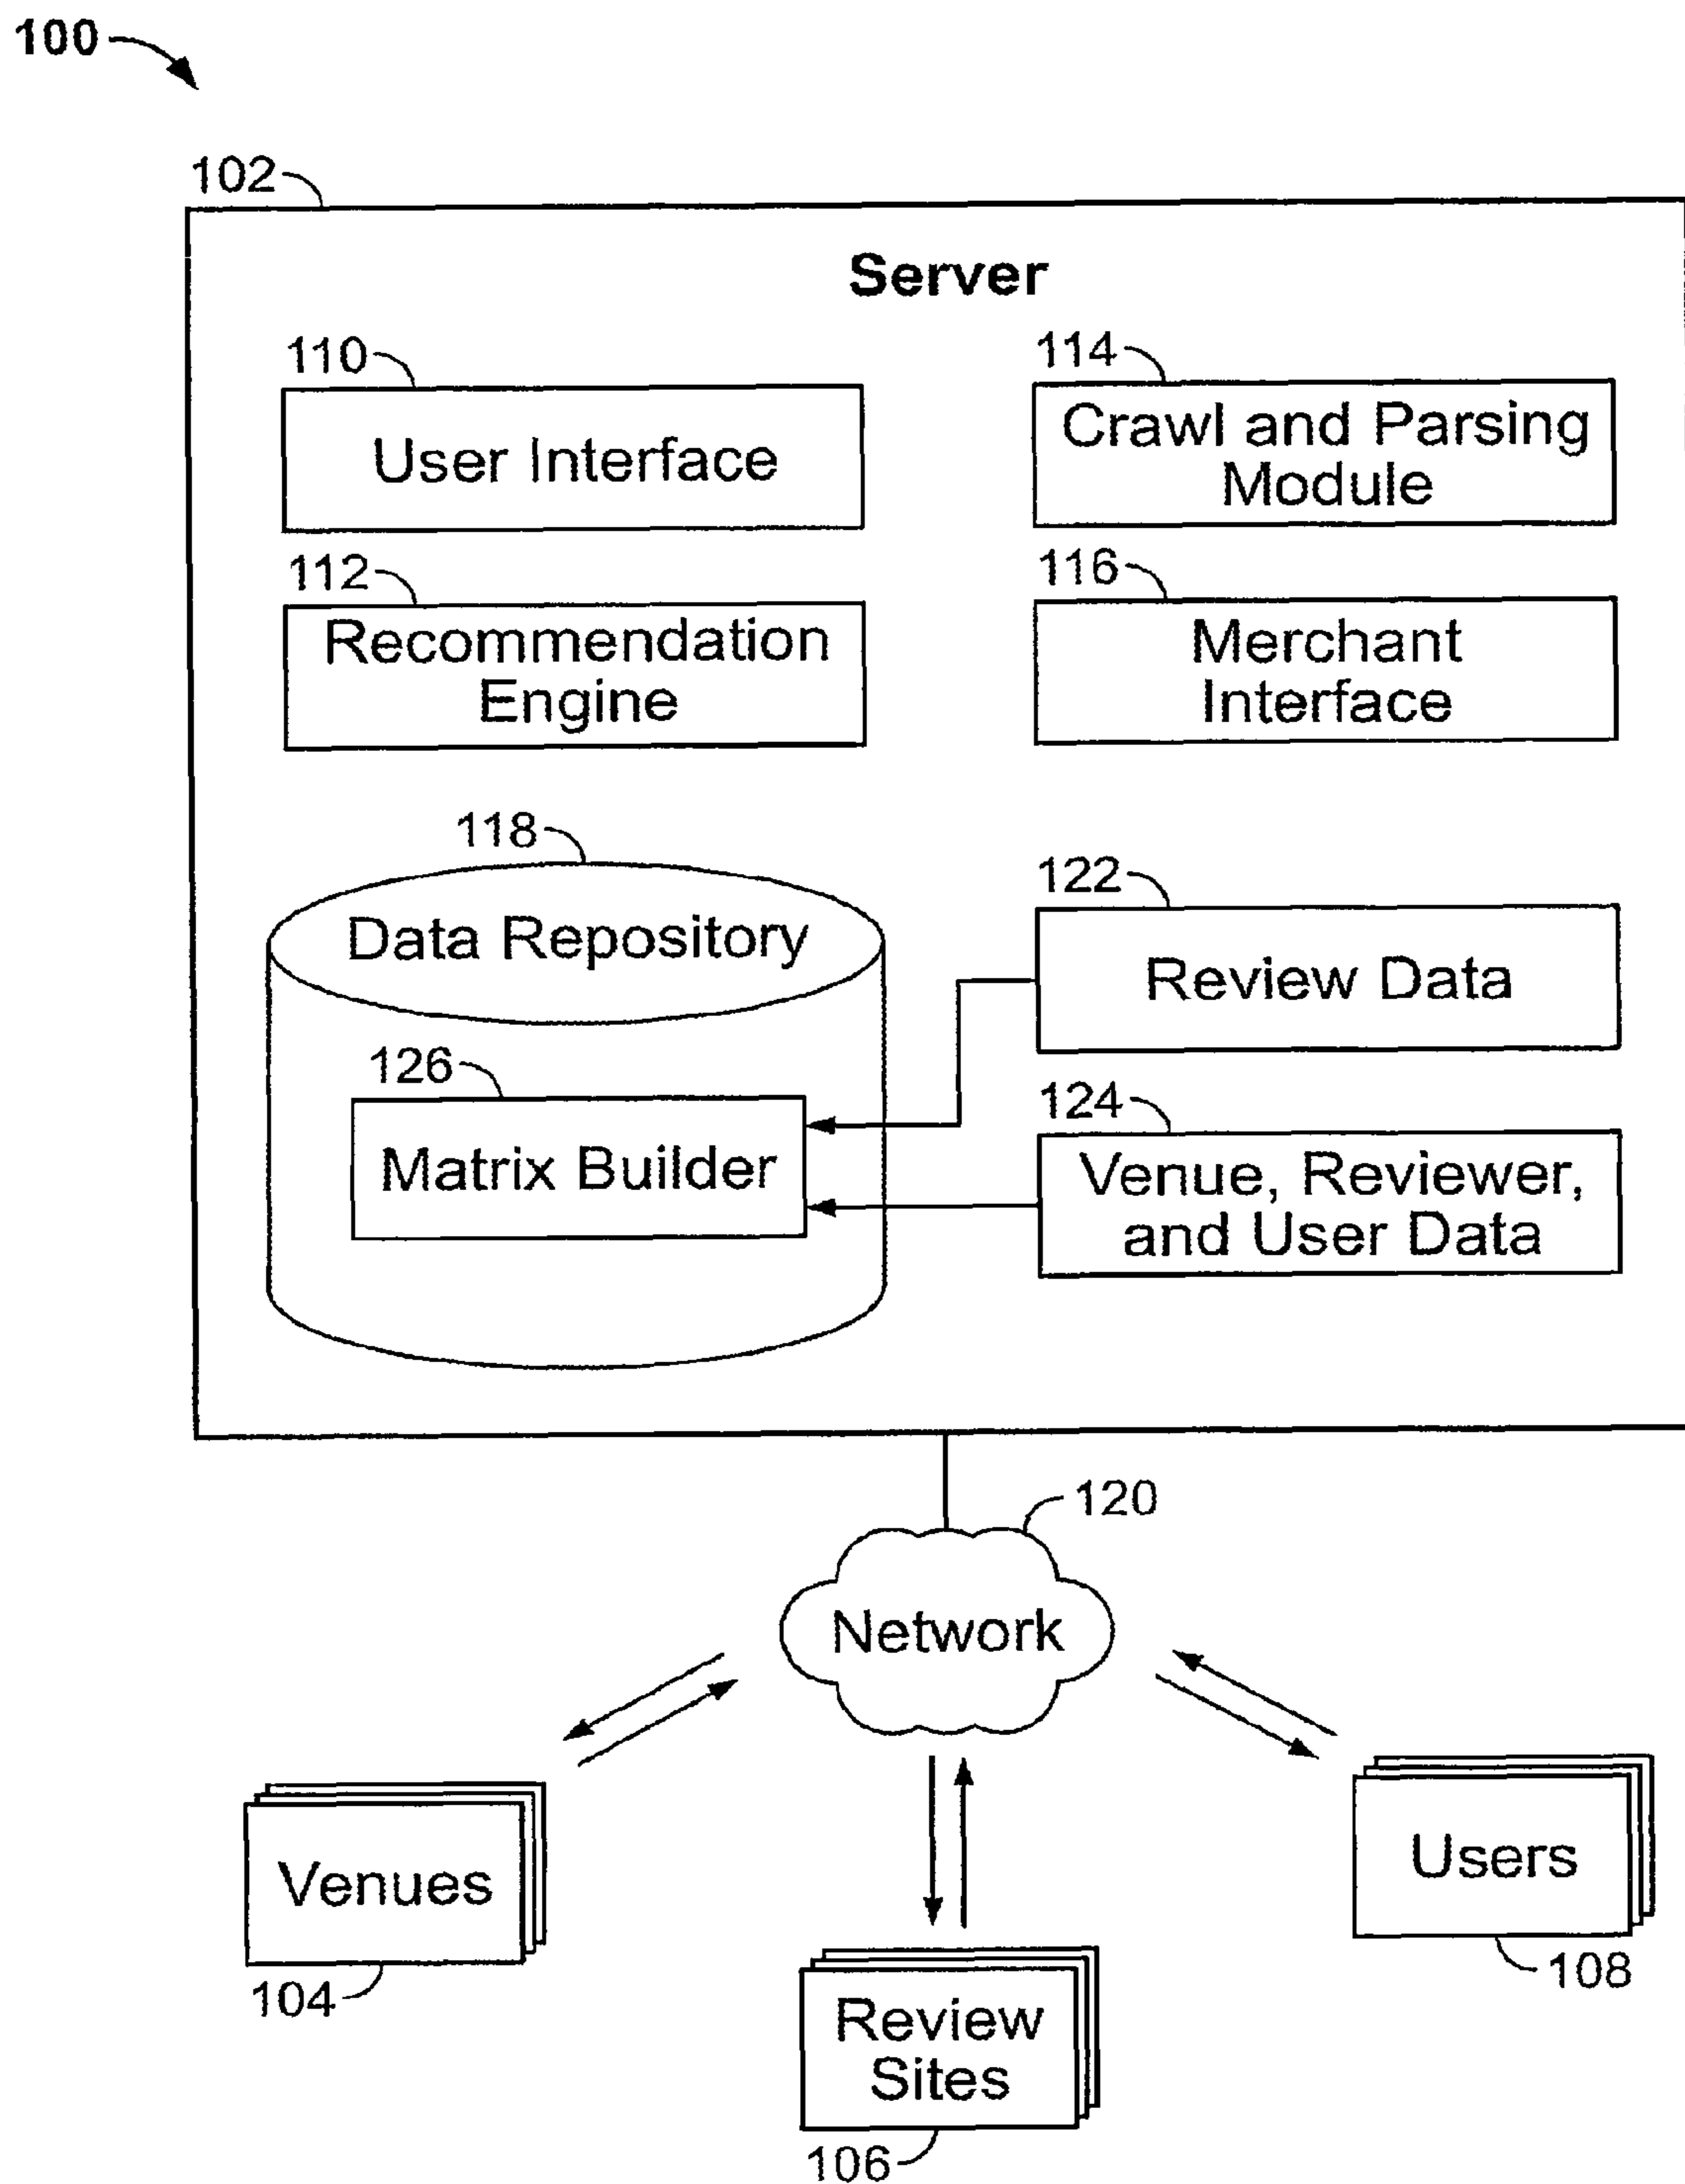 100
102
Server
110
User Interface
114
Crawl and Parsing
Module
112
Recommendation
Engine
116
Merchant
Interface
118
Data Repository
122
Review Data
126
Matrix Builder
124
Venue, Reviewer,
and User Data
120
Network
Venues
104
Review
Sites
106
Users
108